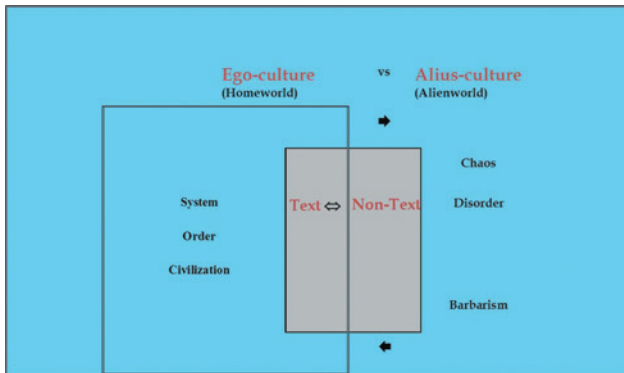 Ego-culture vs Alius-culture
(Homeworld) (Alienworld)
Chaos
System Text ⇔ Non-Text Disorder
Order
Civilization
Barbarism